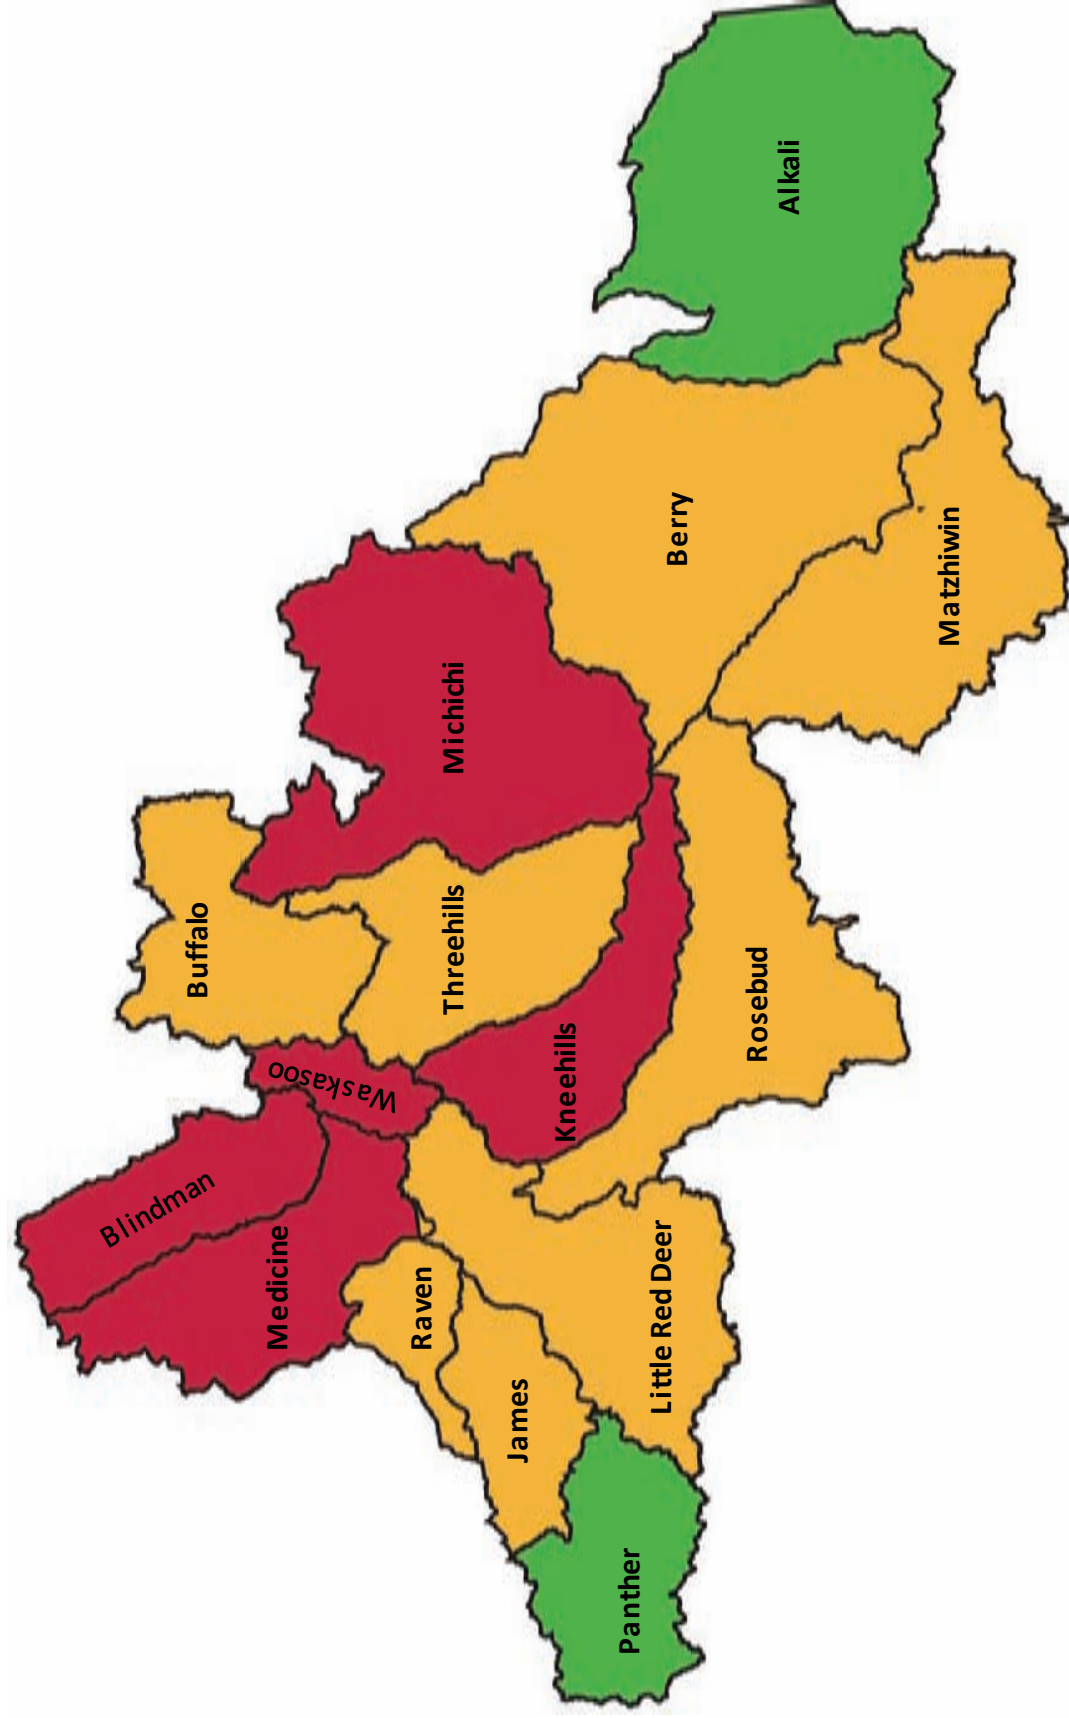 Blindman
Medicine
Waskasoo
Buffalo
Raven
James
Panther
Little Red Deer
Threehills
Kneehills
Michichi
Rosebud
Berry
Matzhiwin
Alkali